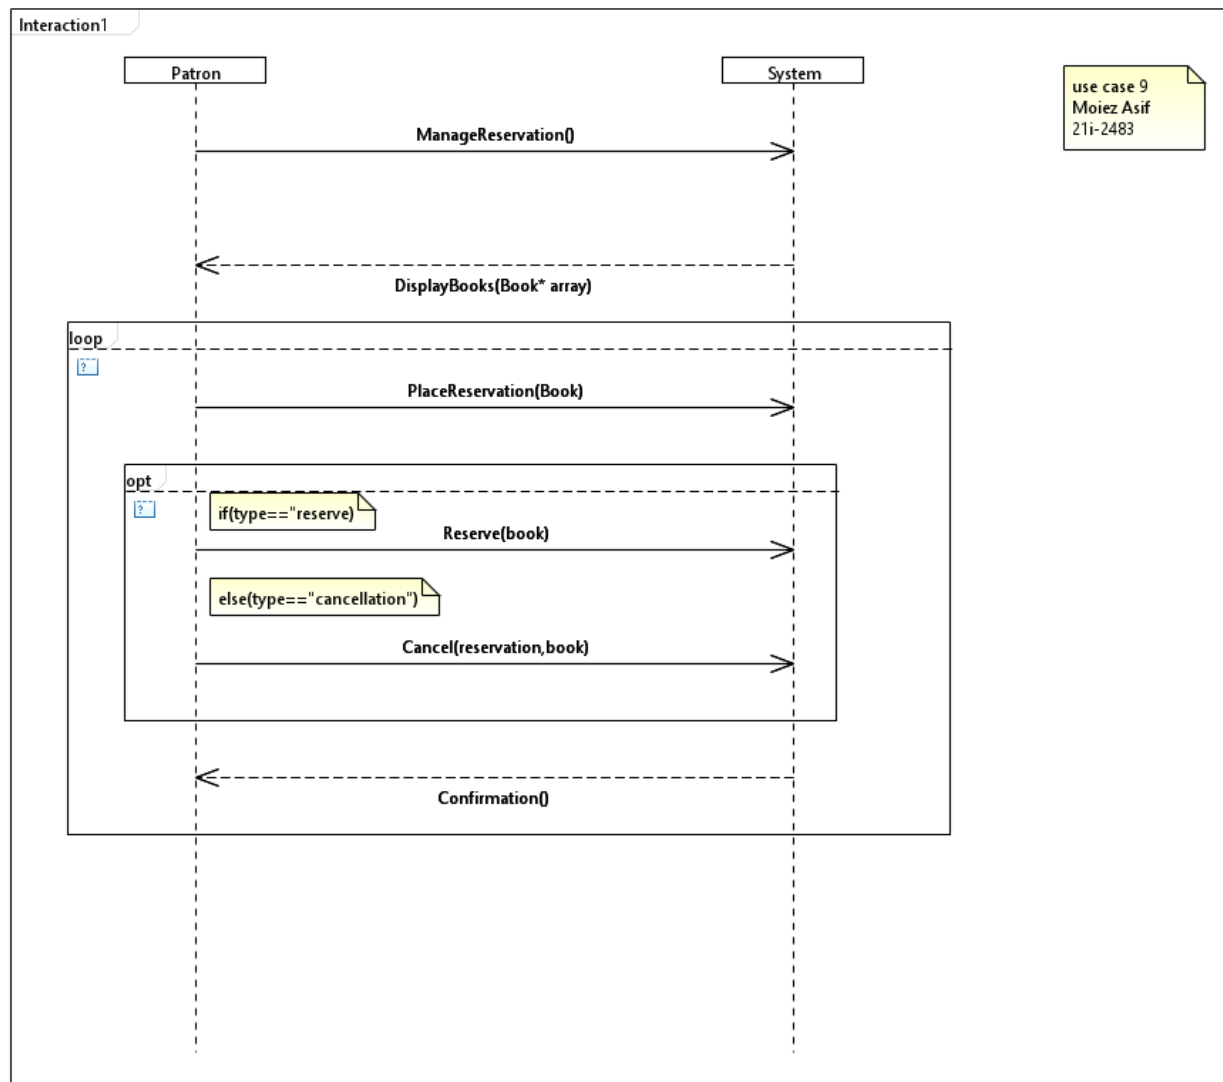 Interaction1
Patron
System
use case 9
Moiez Asif
21i-2483
ManageReservation()
DisplayBooks(Book* array)
loop
?
PlaceReservation(Book)
opt
?
if(type=="reserve)
Reserve(book)
else(type=="cancellation")
Cancel(reservation,book)
Confirmation()